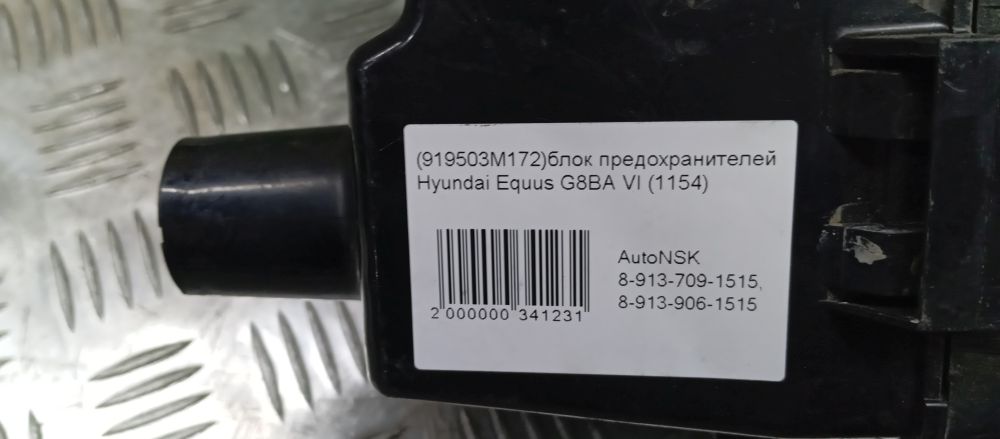 (919503M172)блок предохранителей
Hyundai Equus G8BA VI (1154)
AutoNSK
8-913-709-1515,
8-913-906-1515
2 000000 341231